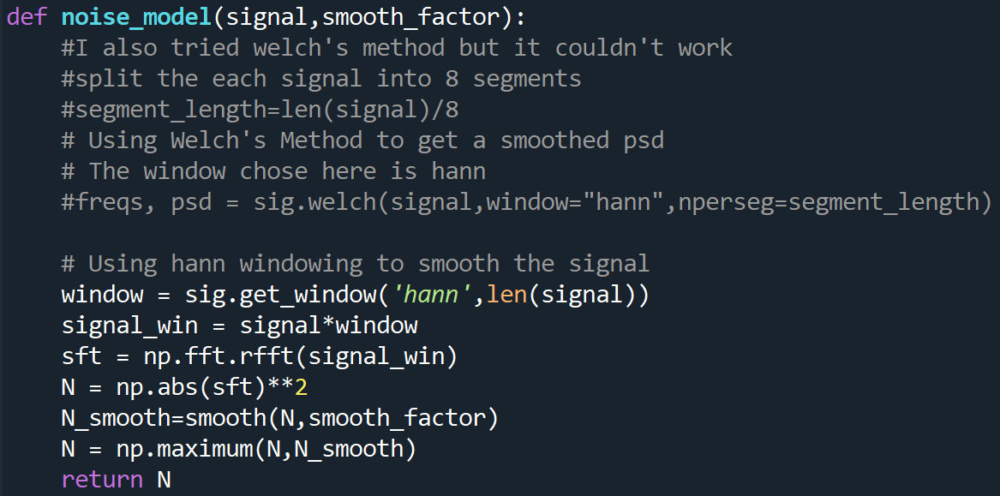 def noise_model(signal,smooth_factor):
    #I also tried welch's method but it couldn't work
    #split the each signal into 8 segments
    #segment_length=len(signal)/8
    # Using Welch's Method to get a smoothed psd
    # The window chose here is hann
    #freqs, psd = sig.welch(signal,window="hann",nperseg=segment_length)

    # Using hann windowing to smooth the signal
    window = sig.get_window('hann',len(signal))
    signal_win = signal*window
    sft = np.fft.rfft(signal_win)
    N = np.abs(sft)**2
    N_smooth=smooth(N,smooth_factor)
    N = np.maximum(N,N_smooth)
    return N